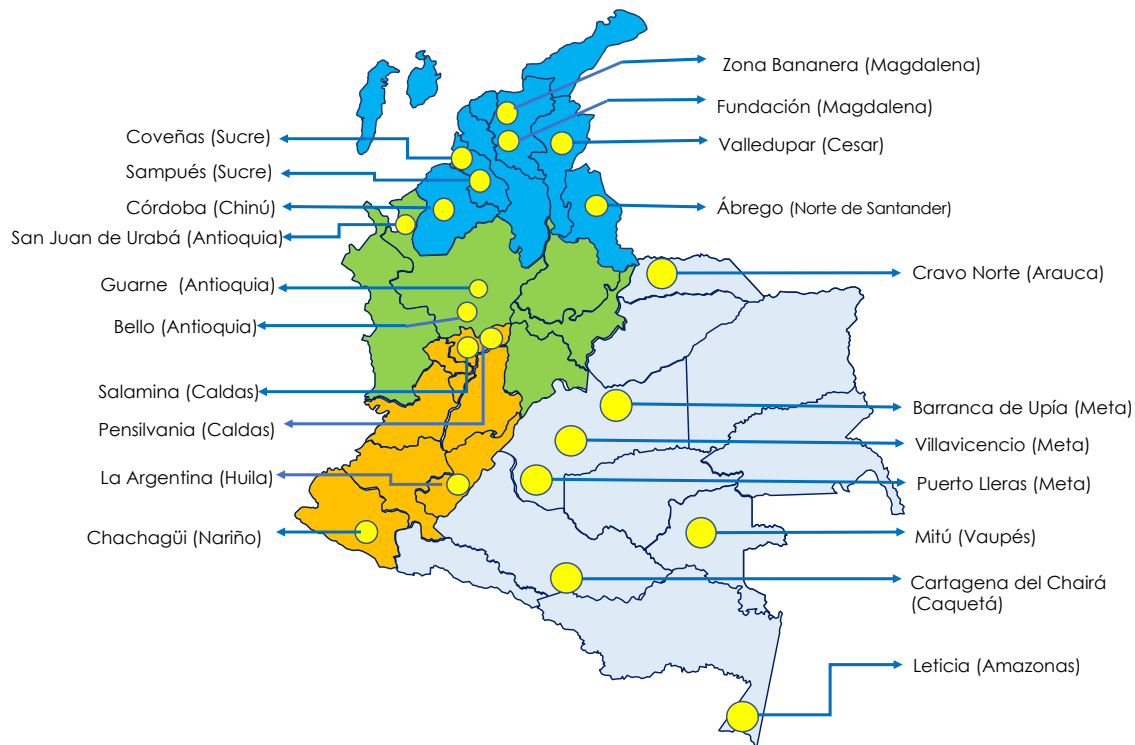 Zona Bananera (Magdalena)
Fundación (Magdalena)
Coveñas (Sucre)
Valledupar (Cesar)
Sampués (Sucre)
Córdoba (Chinú)
Ábrego (Norte de Santander)
San Juan de Urabá (Antioquia)
Cravo Norte (Arauca)
Guarne (Antioquia)
Bello (Antioquia)
Salamina (Caldas)
Barranca de Upía (Meta)
Pensilvania (Caldas)
Villavicencio (Meta)
La Argentina (Huila)
Puerto Lleras (Meta)
Chachagüi (Nariño)
Mitú (Vaupés)
Cartagena del Chairá
(Caquetá)
Leticia (Amazonas)